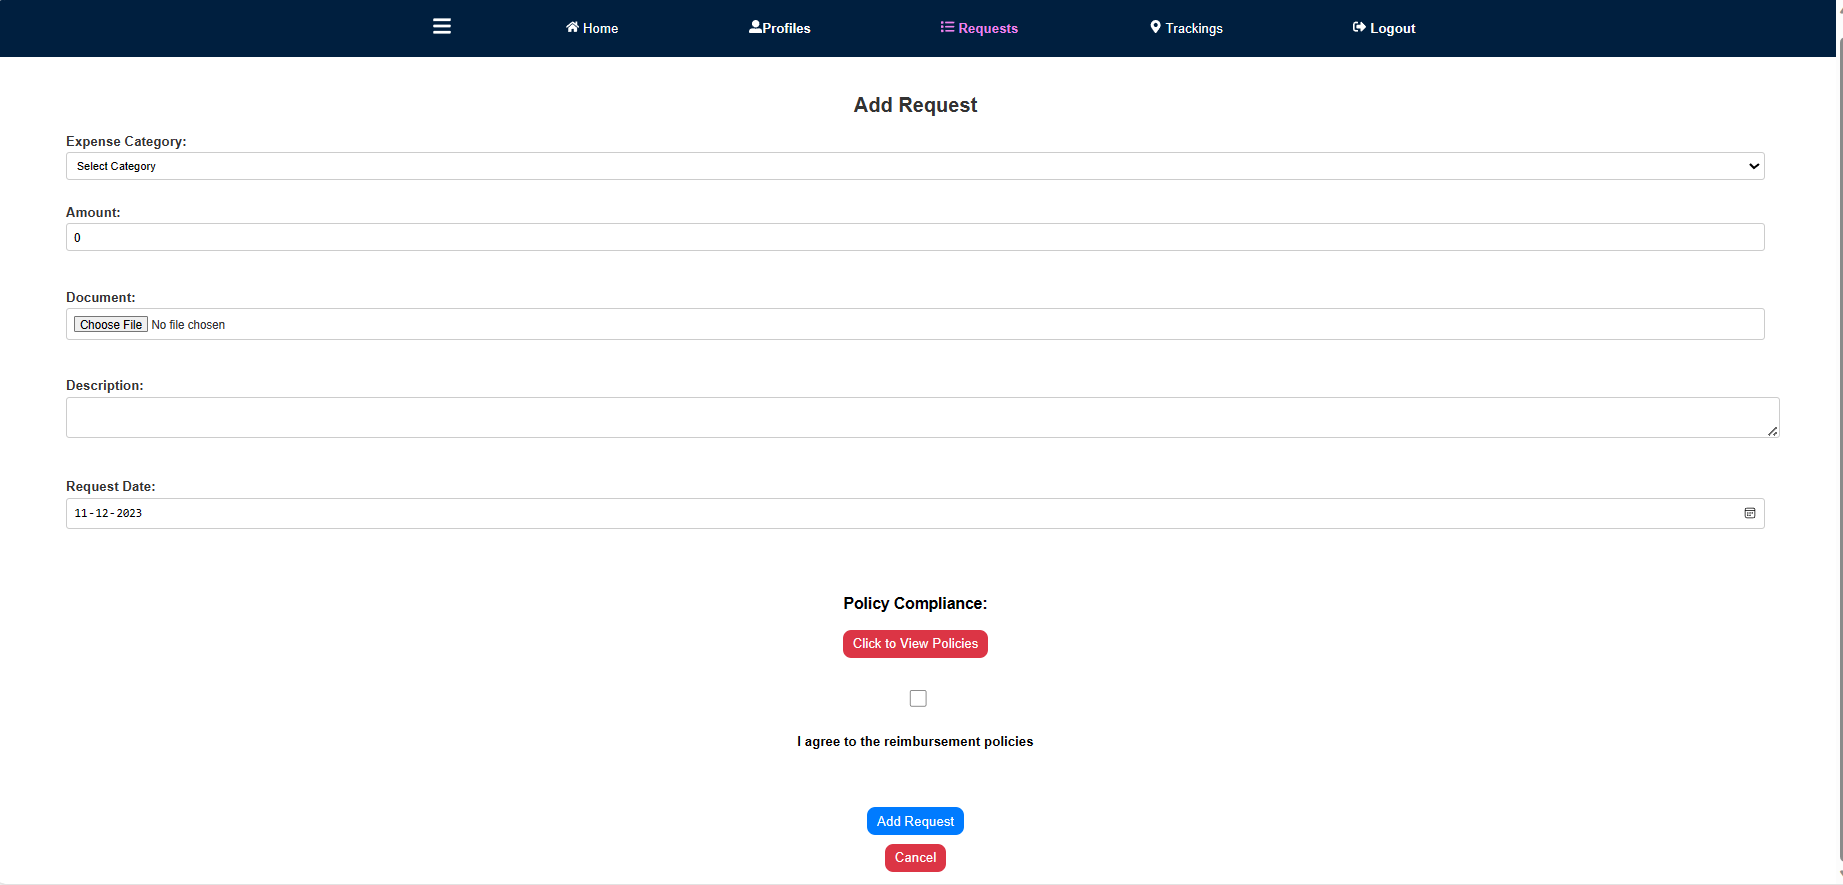 Home Profiles Requests Trackings Logout
Add Request
Expense Category:
Select Category
Amount:
0
Document:
Choose File No file chosen
Description:
Request Date:
11-12-2023
Policy Compliance:
Click to View Policies
I agree to the reimbursement policies
Add Request
Cancel